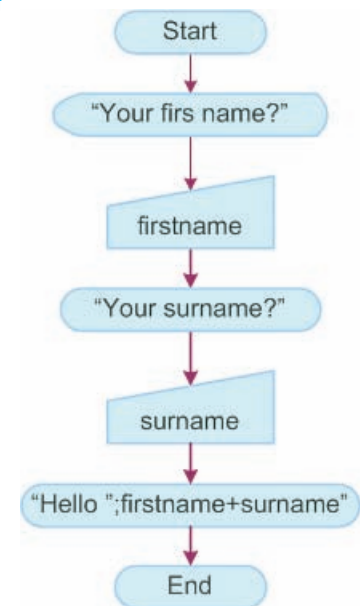 Start
“Your firs name?”
firstname
“Your surname?”
surname
“Hello ”;firstname+surname”
End